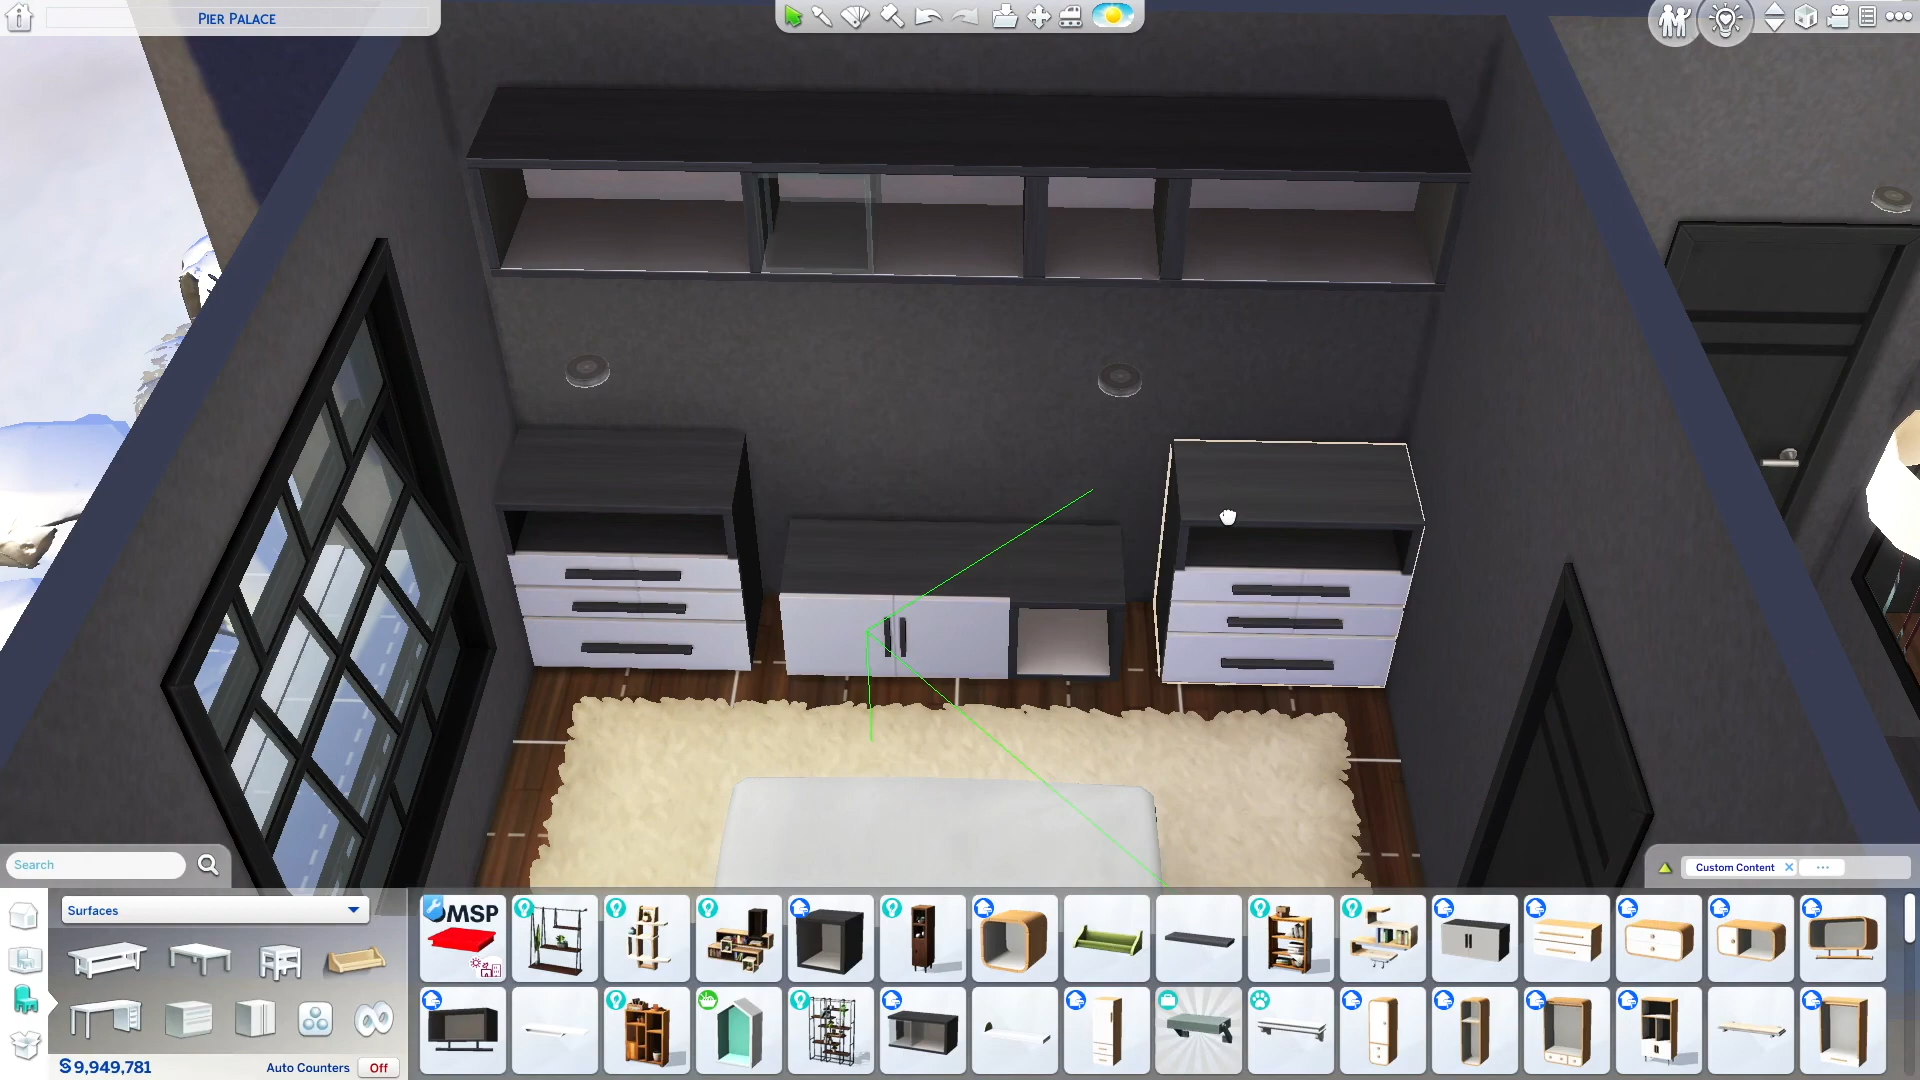 Pier Palace
Search
Custom Content
Surfaces
MSP
§9,949,781
Auto Counters
Off